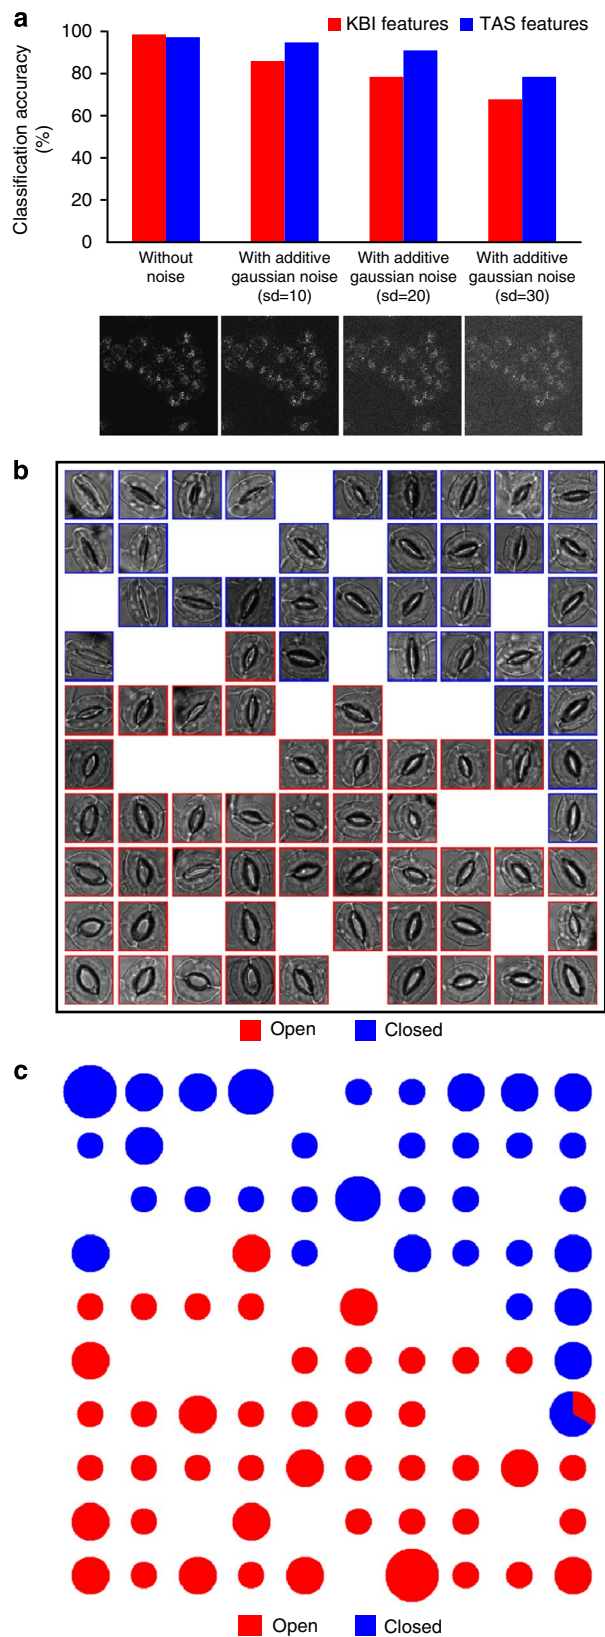 a
KBI features TAS features
Classification accuracy
(%)
100
80
60
40
20
0
Without
noise
With additive
gaussian noise
(sd=10)
With additive
gaussian noise
(sd=20)
With additive
gaussian noise
(sd=30)
b
Open Closed
c
Open Closed